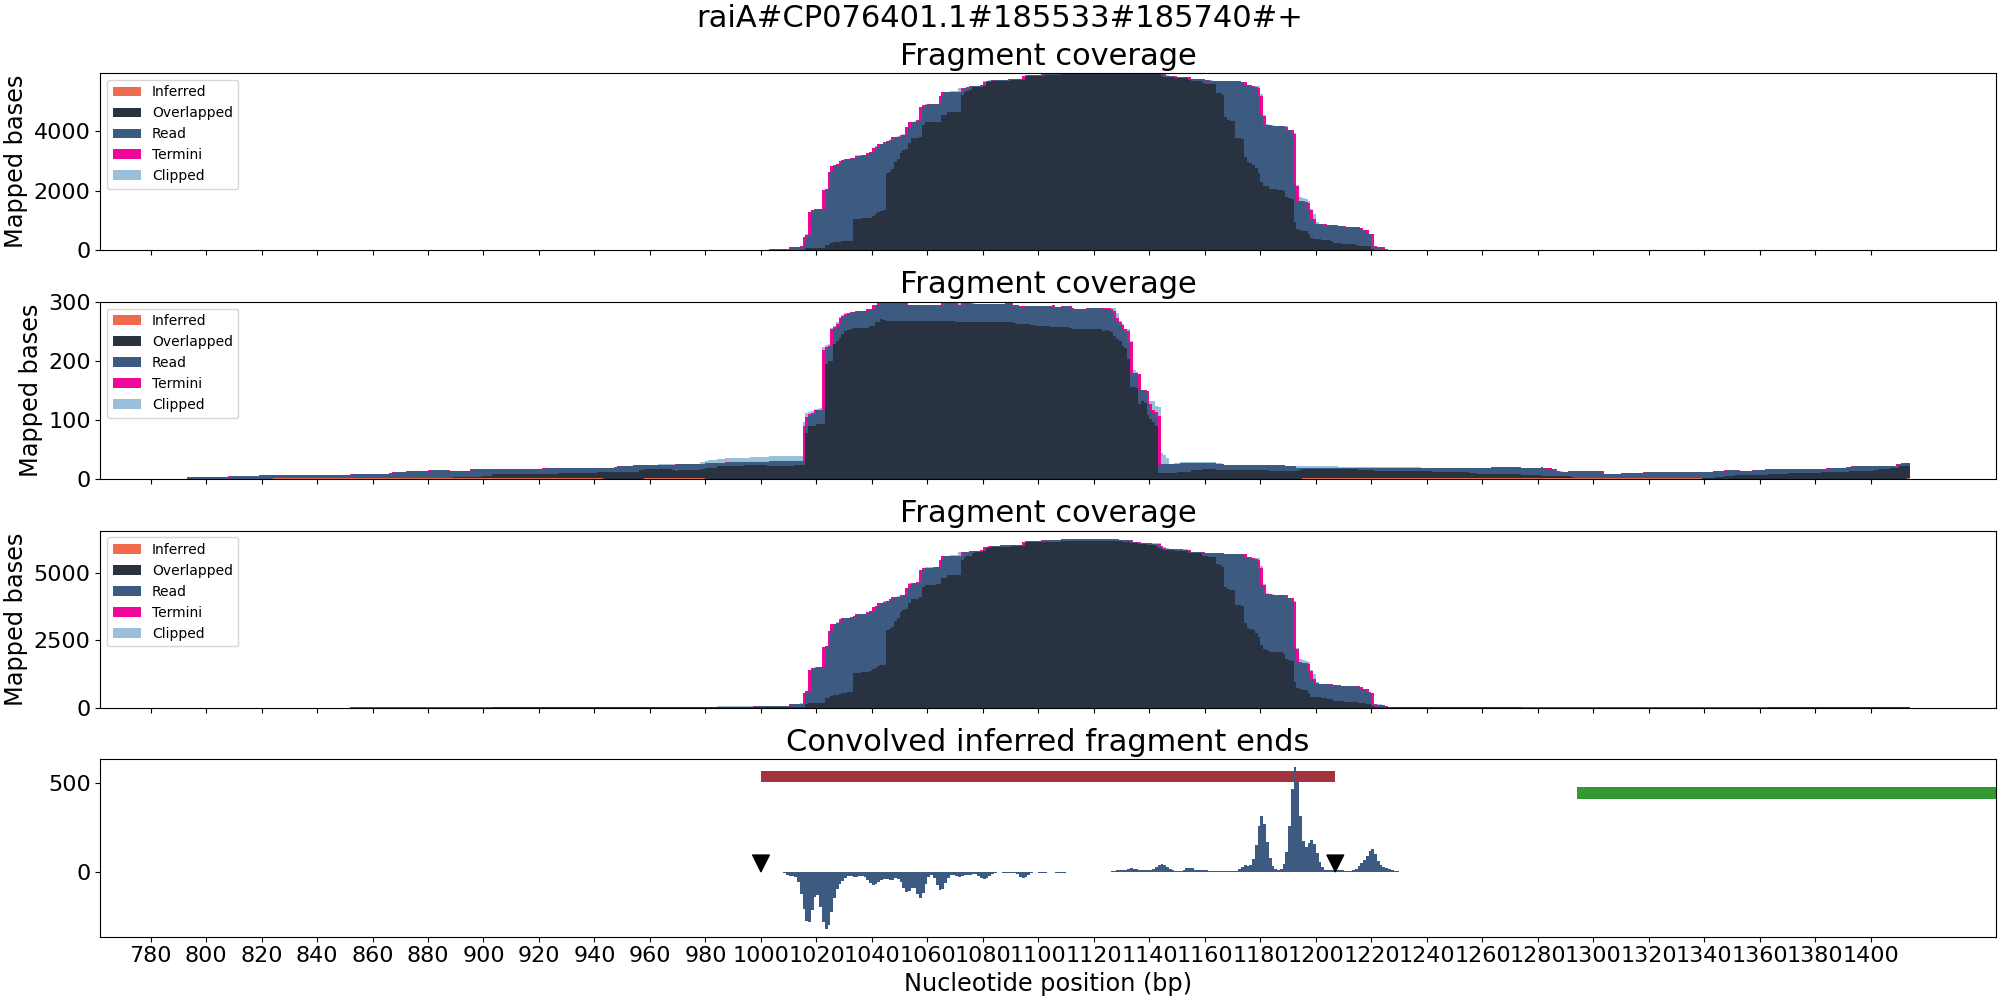 raiA#CP076401.1#185533#185740#+
Fragment coverage
Mapped bases
4000
2000
0
Inferred
Overlapped
Read
Termini
Clipped
Fragment coverage
Mapped bases
300
200
100
0
Inferred
Overlapped
Read
Termini
Clipped
Fragment coverage
Mapped bases
5000
2500
0
Inferred
Overlapped
Read
Termini
Clipped
Convolved inferred fragment ends
500
0
780 800 820 840 860 880 900 920 940 960 980 1000 1020 1040 1060 1080 1100 1120 1140 1160 1180 1200 1220 1240 1260 1280 1300 1320 1340 1360 1380 1400
Nucleotide position (bp)